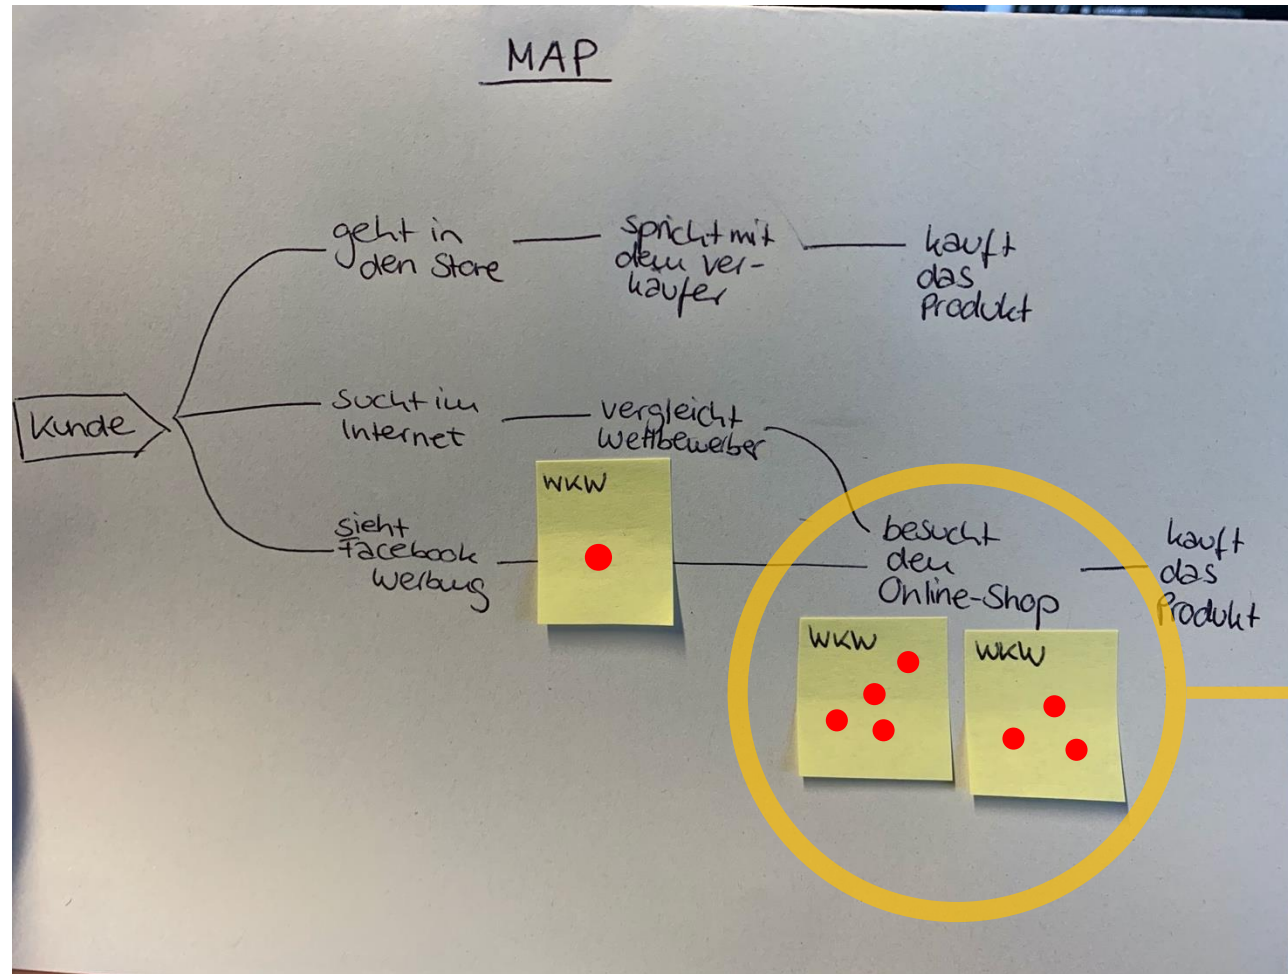 MAP
geht in
den Store
spricht mit
dem ver-
käufer
kauft
das
Produkt
Kunde
sucht im
Internet
vergleicht
Wettbewerber
sieht
Facebook
Werbung
WKW
besucht
den
Online-Shop
kauft
das
Produkt
WKW
WKW